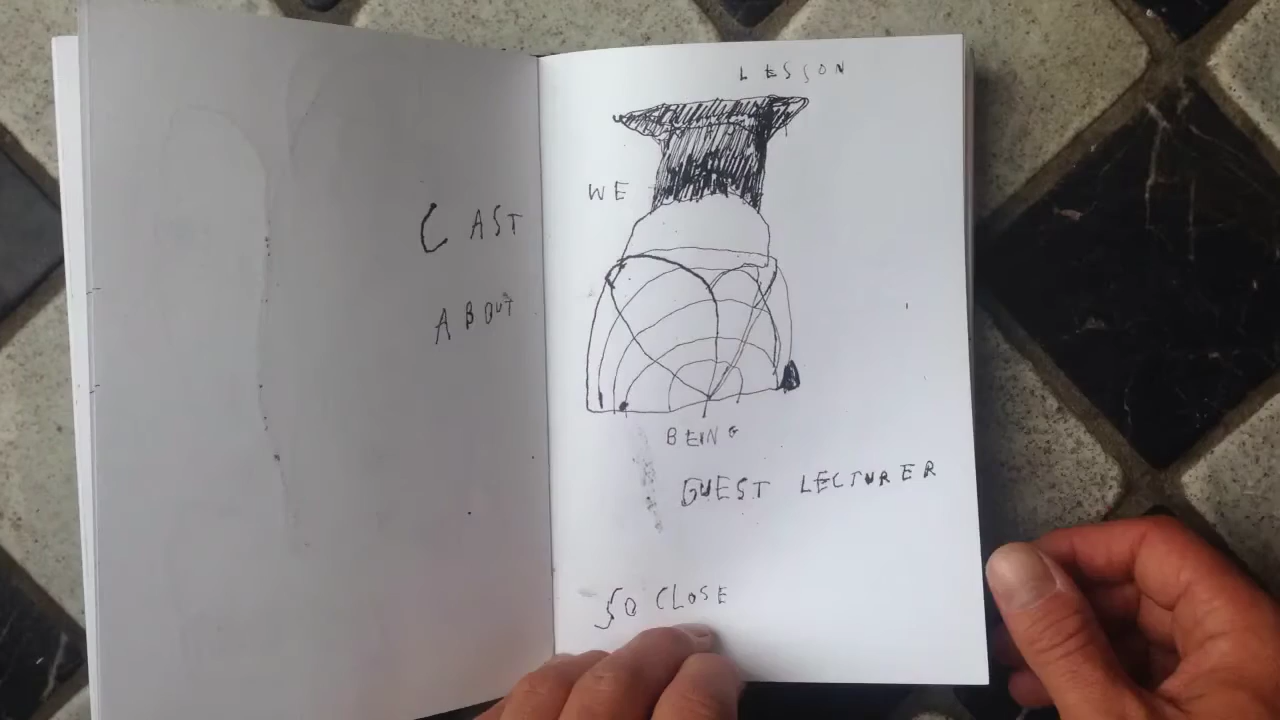 CAST
ABOUT
LESSON
WE
BEING
GUEST LECTURER
SO CLOSE